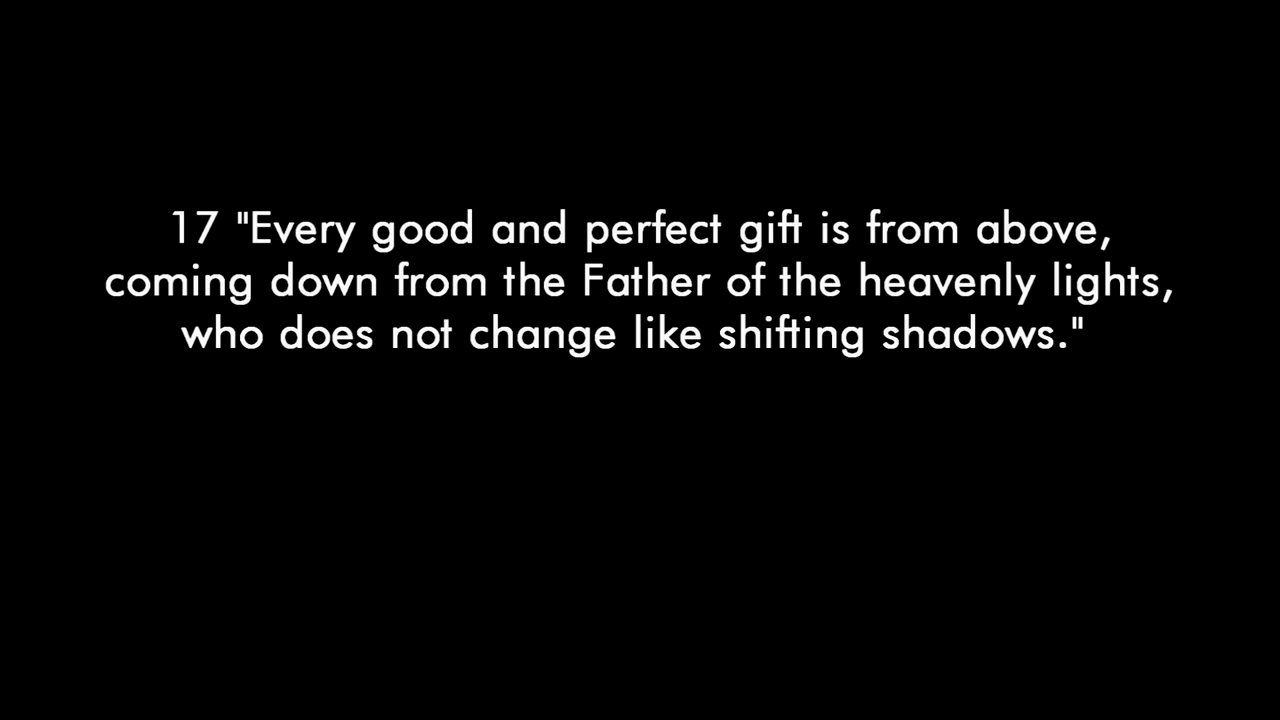 17 "Every good and perfect gift is from above,
coming down from the Father of the heavenly lights,
who does not change like shifting shadows."